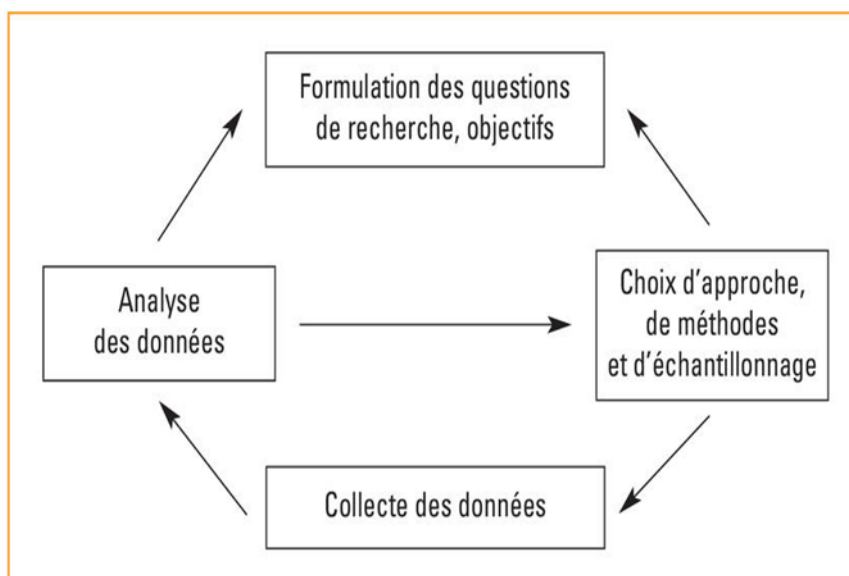 Formulation des questions
de recherche, objectifs
Analyse
des données
Choix d'approche,
de méthodes
et d'échantillonnage
Collecte des données